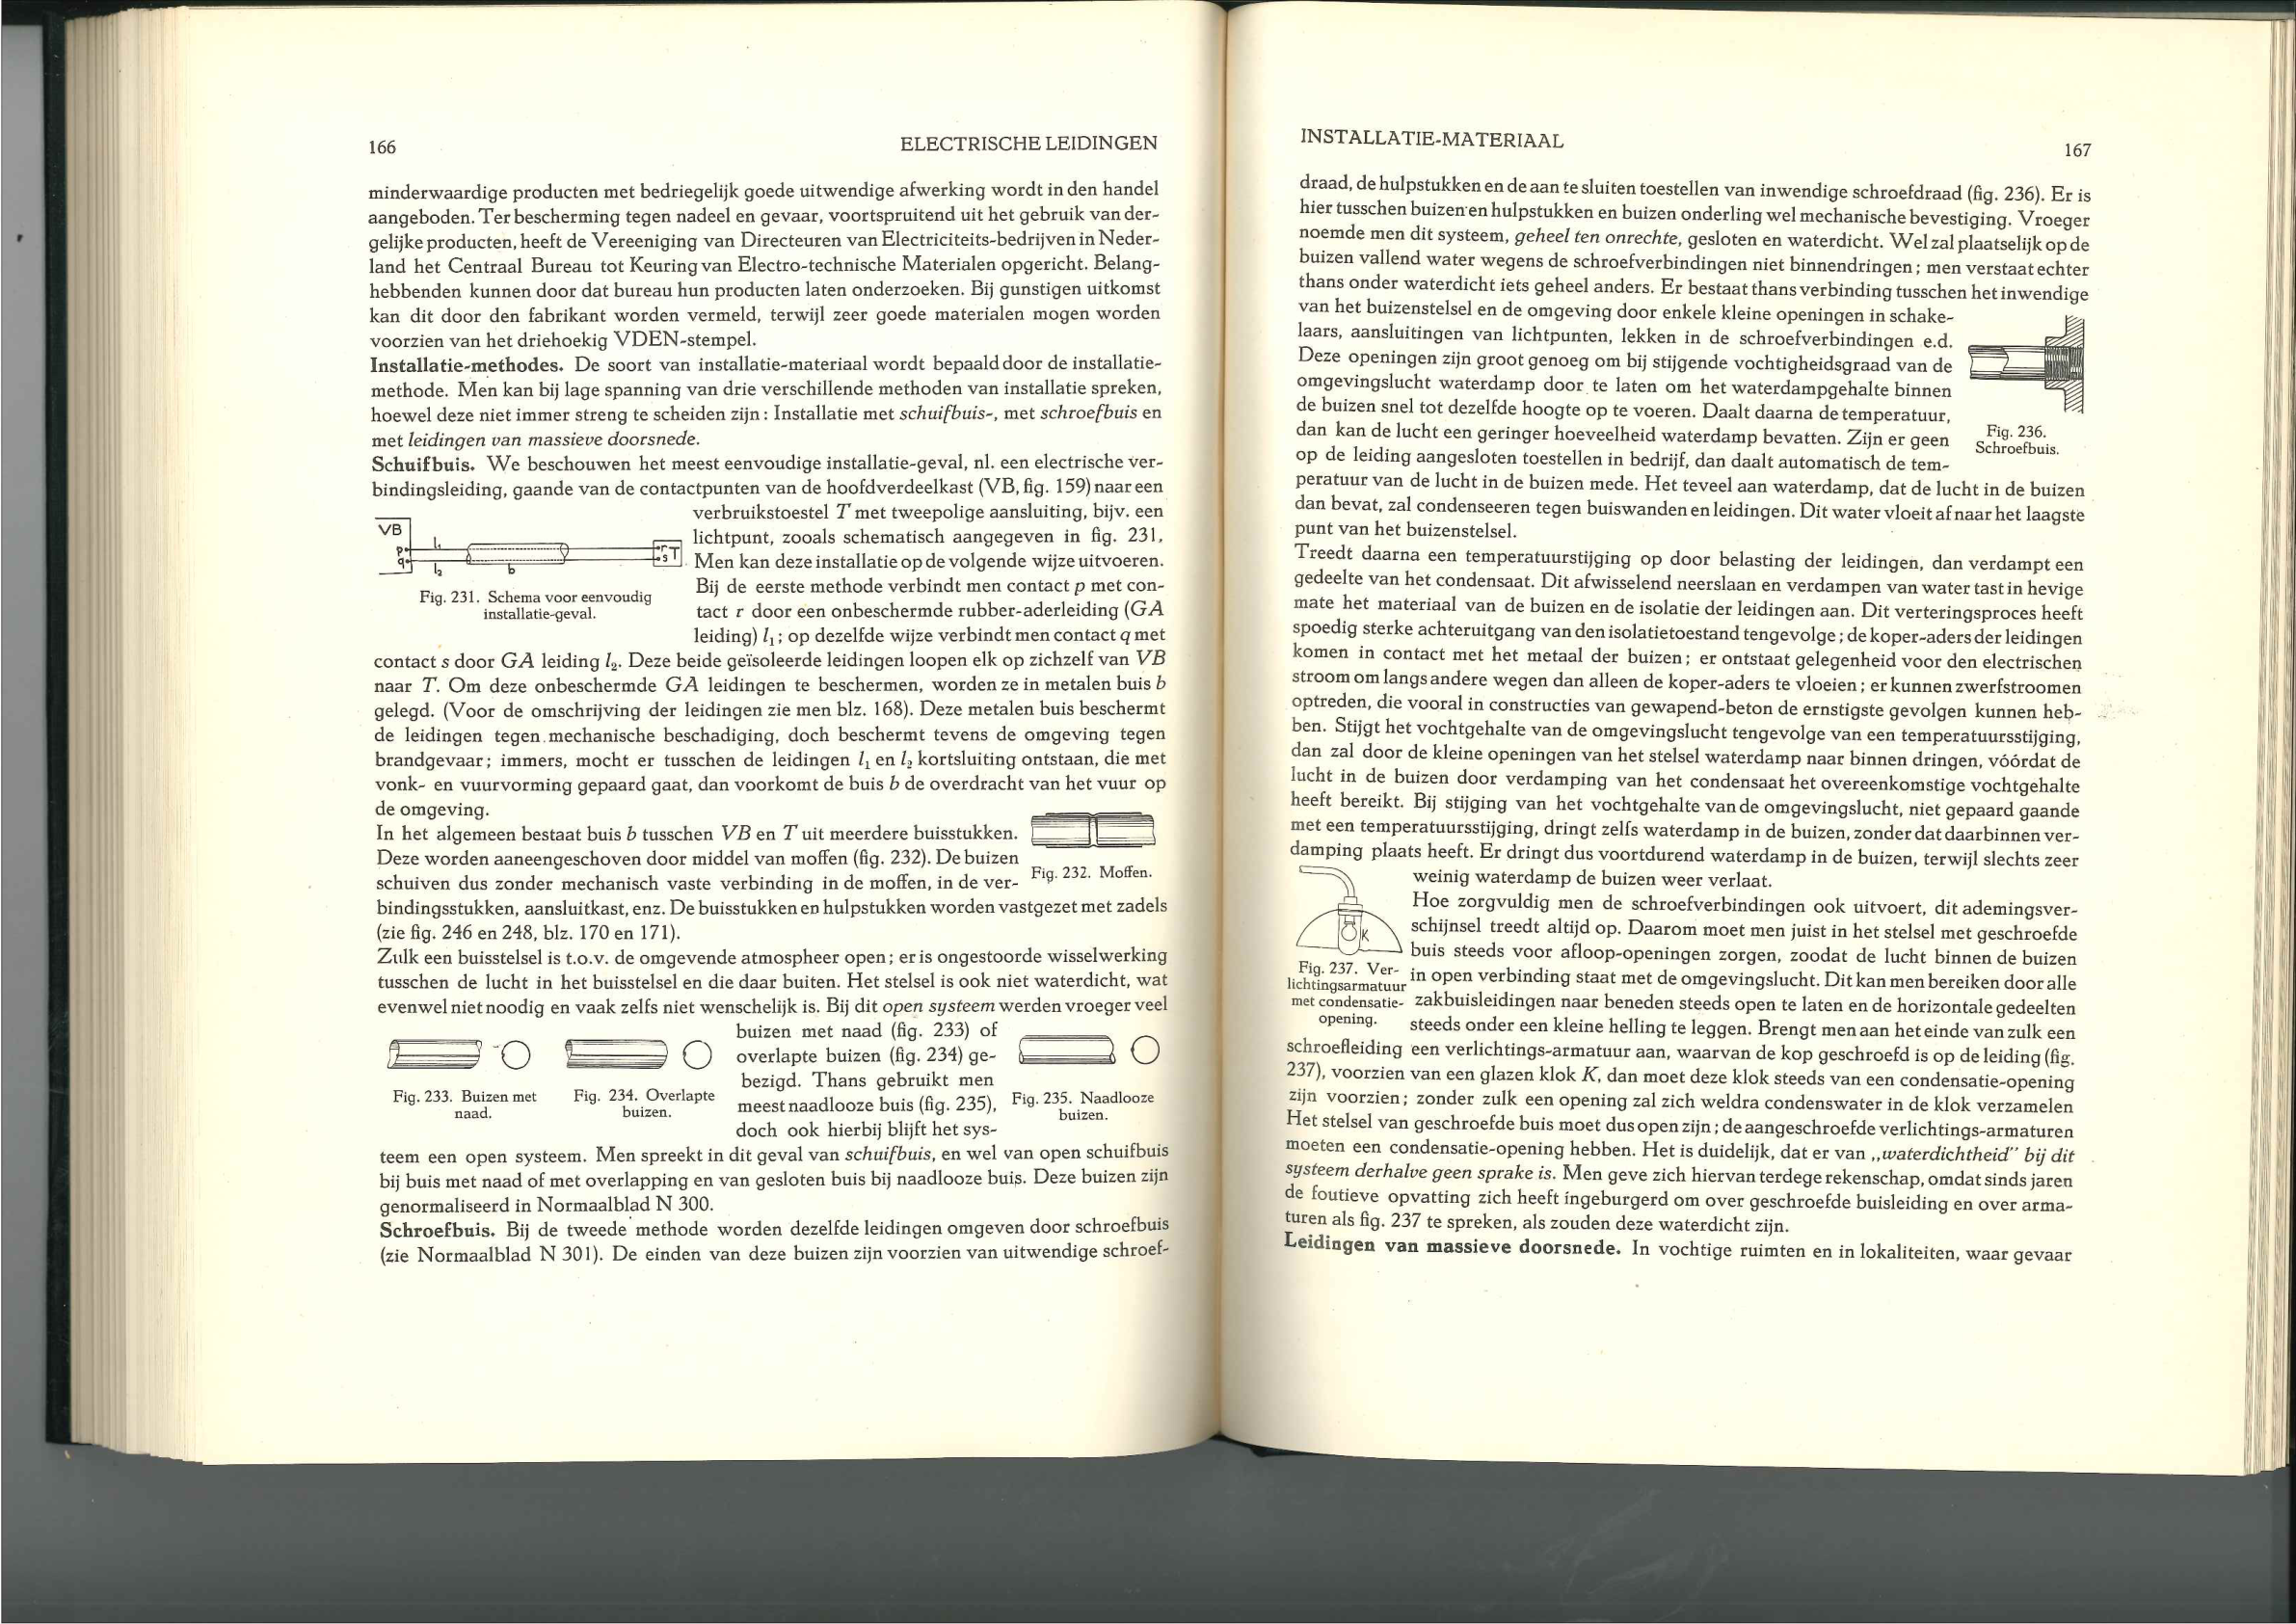 166
ELECTRISCHE LEIDINGEN
minderwaardige producten met bedriegelijk goede uitwendige afwerking wordt in den handel
aangeboden. Ter bescherming tegen nadeel en gevaar, voortspruitend uit het gebruik van der-
gelijke producten, heeft de Vereeniging van Directeuren van Electriciteits-bedrijven in Neder-
land het Centraal Bureau tot Keuring van Electro-technische Materialen opgericht. Belang-
hebbenden kunnen door dat bureau hun producten laten onderzoeken. Bij gunstigen uitkomst
kan dit door den fabrikant worden vermeld, terwijl zeer goede materialen mogen worden
voorzien van het driehoekig VDEN-stempel.
Installatie-methodes. De soort van installatie-materiaal wordt bepaald door de installatie-
methode. Men kan bij lage spanning van drie verschillende methoden van installatie spreken,
hoewel deze niet immer streng te scheiden zijn: Installatie met schuifbuis-, met schroefbuis en
met leidingen van massieve doorsnede.
Schuifbuis. We beschouwen het meest eenvoudige installatie-geval, nl. een electrische ver-
bindingsleiding, gaande van de contactpunten van de hoofdverdeelkast (VB, fig. 159) naar een
verbruikstoestel T met tweepolige aansluiting, bijv. een
lichtpunt, zooals schematisch aangegeven in fig. 231.
Men kan deze installatie op de volgende wijze uitvoeren.
Bij de eerste methode verbindt men contact p met con-
tact r door een onbeschermde rubber-aderleiding (GA
leiding) l₁; op dezelfde wijze verbindt men contact q met
VB
p
q
l₁
l₂
b
r
s
T
Fig. 231. Schema voor eenvoudig
installatie-geval.
contact s door GA leiding l₂. Deze beide geïsoleerde leidingen loopen elk op zichzelf van VB
naar T. Om deze onbeschermde GA leidingen te beschermen, worden ze in metalen buis b
gelegd. (Voor de omschrijving der leidingen zie men blz. 168). Deze metalen buis beschermt
de leidingen tegen mechanische beschadiging, doch beschermt tevens de omgeving tegen
brandgevaar; immers, mocht er tusschen de leidingen l₁ en l₂ kortsluiting ontstaan, die met
vonk- en vuurvorming gepaard gaat, dan voorkomt de buis b de overdracht van het vuur op
de omgeving.
In het algemeen bestaat buis b tusschen VB en T uit meerdere buisstukken.
Deze worden aaneengeschoven door middel van moffen (fig. 232). De buizen
schuiven dus zonder mechanisch vaste verbinding in de moffen, in de ver-
Fig. 232. Moffen.
bindingsstukken, aansluitkast, enz. De buisstukken en hulpstukken worden vastgezet met zadels
(zie fig. 246 en 248, blz. 170 en 171).
Zulk een buisstelsel is t.o.v. de omgevende atmospheer open; er is ongestoorde wisselwerking
tusschen de lucht in het buisstelsel en die daar buiten. Het stelsel is ook niet waterdicht, wat
evenwel niet noodig en vaak zelfs niet wenschelijk is. Bij dit open systeem werden vroeger veel
buizen met naad (fig. 233) of
overlapte buizen (fig. 234) ge-
bezigd. Thans gebruikt men
meest naadlooze buis (fig. 235),
doch ook hierbij blijft het sys-
Fig. 233. Buizen met
naad.
Fig. 234. Overlapte
buizen.
Fig. 235. Naadlooze
buizen.
teem een open systeem. Men spreekt in dit geval van schuifbuis, en wel van open schuifbuis
bij buis met naad of met overlapping en van gesloten buis bij naadlooze buis. Deze buizen zijn
genormaliseerd in Normaalblad N 300.
Schroefbuis. Bij de tweede methode worden dezelfde leidingen omgeven door schroefbuis
(zie Normaalblad N 301). De einden van deze buizen zijn voorzien van uitwendige schroef-
INSTALLATIE-MATERIAAL
167
draad, de hulpstukken en de aan te sluiten toestellen van inwendige schroefdraad (fig. 236). Er is
hier tusschen buizen en hulpstukken en buizen onderling wel mechanische bevestiging. Vroeger
noemde men dit systeem, geheel ten onrechte, gesloten en waterdicht. Wel zal plaatselijk op de
buizen vallend water wegens de schroefverbindingen niet binnendringen; men verstaat echter
thans onder waterdicht iets geheel anders. Er bestaat thans verbinding tusschen het inwendige
van het buizenstelsel en de omgeving door enkele kleine openingen in schake-
laars, aansluitingen van lichtpunten, lekken in de schroefverbindingen e.d.
Deze openingen zijn groot genoeg om bij stijgende vochtigheidsgraad van de
omgevingslucht waterdamp door te laten om het waterdampgehalte binnen
de buizen snel tot dezelfde hoogte op te voeren. Daalt daarna de temperatuur,
dan kan de lucht een geringer hoeveelheid waterdamp bevatten. Zijn er geen
op de leiding aangesloten toestellen in bedrijf, dan daalt automatisch de tem-
Fig. 236.
Schroefbuis.
peratuur van de lucht in de buizen mede. Het teveel aan waterdamp, dat de lucht in de buizen
dan bevat, zal condenseeren tegen buiswanden en leidingen. Dit water vloeit af naar het laagste
punt van het buizenstelsel.
Treedt daarna een temperatuurstijging op door belasting der leidingen, dan verdampt een
gedeelte van het condensaat. Dit afwisselend neerslaan en verdampen van water tast in hevige
mate het materiaal van de buizen en de isolatie der leidingen aan. Dit verteringsproces heeft
spoedig sterke achteruitgang van den isolatietoestand tengevolge; de koper-aders der leidingen
komen in contact met het metaal der buizen; er ontstaat gelegenheid voor den electrischen
stroom om langs andere wegen dan alleen de koper-aders te vloeien; er kunnen zwerfstroomen
optreden, die vooral in constructies van gewapend-beton de ernstigste gevolgen kunnen heb-
ben. Stijgt het vochtgehalte van de omgevingslucht tengevolge van een temperatuursstijging,
dan zal door de kleine openingen van het stelsel waterdamp naar binnen dringen, vóórdat de
lucht in de buizen door verdamping van het condensaat het overeenkomstige vochtgehalte
heeft bereikt. Bij stijging van het vochtgehalte van de omgevingslucht, niet gepaard gaande
met een temperatuursstijging, dringt zelfs waterdamp in de buizen, zonder dat daarbinnen ver-
damping plaats heeft. Er dringt dus voortdurend waterdamp in de buizen, terwijl slechts zeer
weinig waterdamp de buizen weer verlaat.
Hoe zorgvuldig men de schroefverbindingen ook uitvoert, dit ademingsver-
schijnsel treedt altijd op. Daarom moet men juist in het stelsel met geschroefde
buis steeds voor afloop-openingen zorgen, zoodat de lucht binnen de buizen
in open verbinding staat met de omgevingslucht. Dit kan men bereiken door alle
zakbuisleidingen naar beneden steeds open te laten en de horizontale gedeelten
steeds onder een kleine helling te leggen. Brengt men aan het einde van zulk een
K
Fig. 237. Ver-
lichtingsarmatuur
met condensatie-
opening.
schroefleiding een verlichtings-armatuur aan, waarvan de kop geschroefd is op de leiding (fig.
237), voorzien van een glazen klok K, dan moet deze klok steeds van een condensatie-opening
zijn voorzien; zonder zulk een opening zal zich weldra condenswater in de klok verzamelen
Het stelsel van geschroefde buis moet dus open zijn; de aangeschroefde verlichtings-armaturen
moeten een condensatie-opening hebben. Het is duidelijk, dat er van „waterdichtheid" bij dit
systeem derhalve geen sprake is. Men geve zich hiervan terdege rekenschap, omdat sinds jaren
de foutieve opvatting zich heeft ingeburgerd om over geschroefde buisleiding en over arma-
turen als fig. 237 te spreken, als zouden deze waterdicht zijn.
Leidingen van massieve doorsnede. In vochtige ruimten en in lokaliteiten, waar gevaar